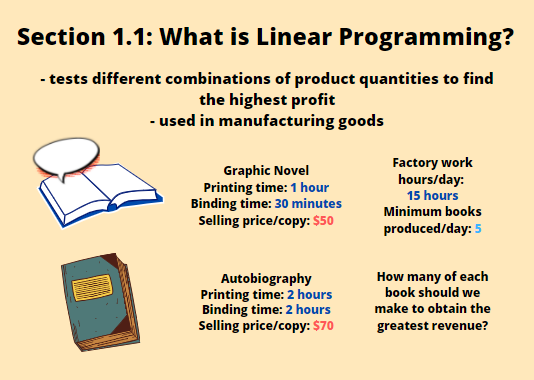 Section 1.1: What is Linear Programming?
- tests different combinations of product quantities to find
the highest profit
- used in manufacturing goods
Graphic Novel
Printing time: 1 hour
Binding time: 30 minutes
Selling price/copy: $50
Factory work
hours/day:
15 hours
Minimum books
produced/day: 5
Autobiography
Printing time: 2 hours
Binding time: 2 hours
Selling price/copy: $70
How many of each
book should we
make to obtain the
greatest revenue?